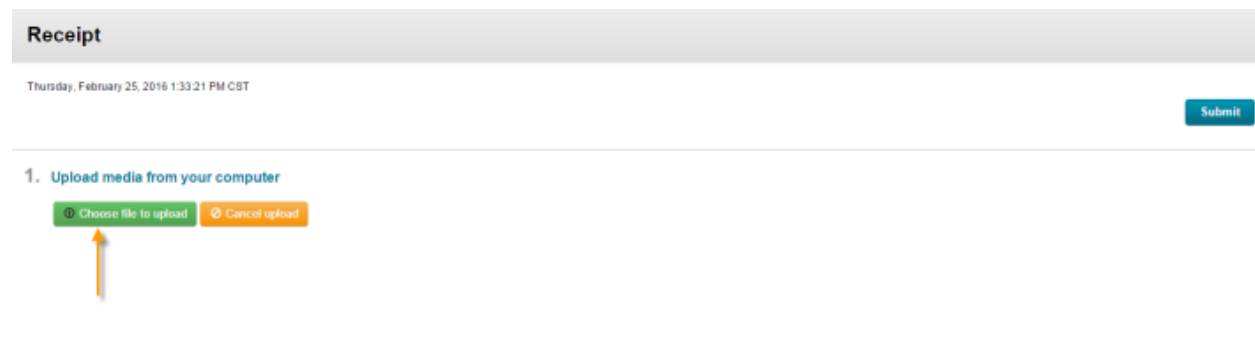 Receipt
Thursday, February 25, 2016 1:33:21 PM CST
Submit
1. Upload media from your computer
Choose file to upload
Cancel upload